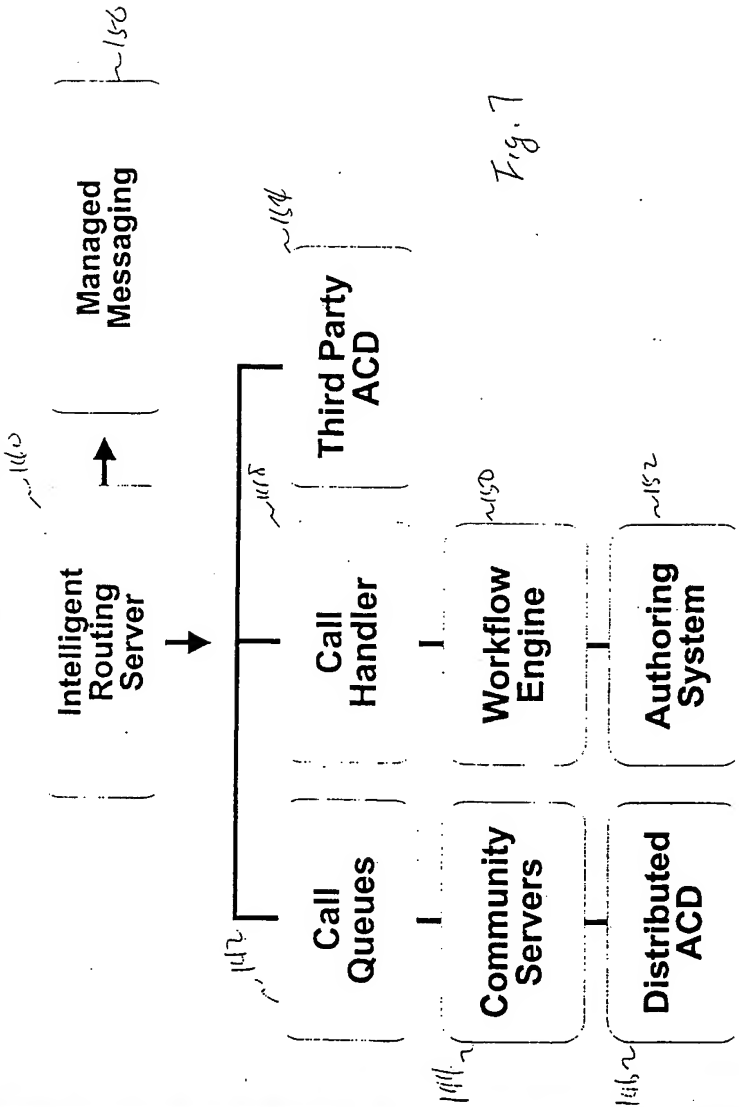 Intelligent
Routing
Server
~140
Managed
Messaging
~156
142
Call
Queues
~148
Call
Handler
~154
Third Party
ACD
144~
Community
Servers
Workflow
Engine
~150
146~
Distributed
ACD
Authoring
System
~152
Fig. 7